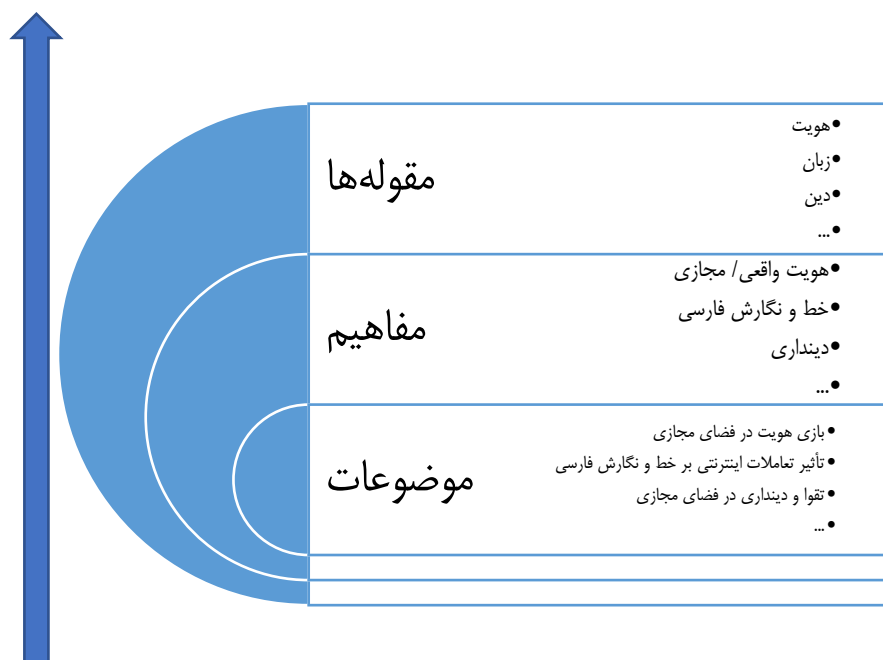 مقوله‌ها
•هویت
•زبان
•دین
•...
مفاهیم
•هویت واقعی/ مجازی
•خط و نگارش فارسی
•دینداری
•...
موضوعات
•بازی هویت در فضای مجازی
•تأثیر تعاملات اینترنتی بر خط و نگارش فارسی
•تقوا و دینداری در فضای مجازی
•...